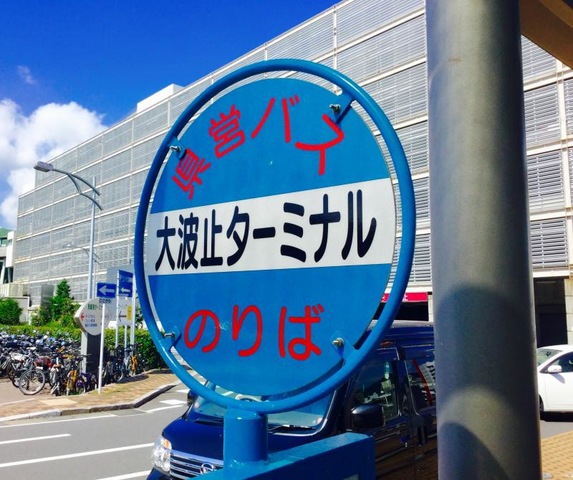 県営バス
大波止ターミナル
のりば